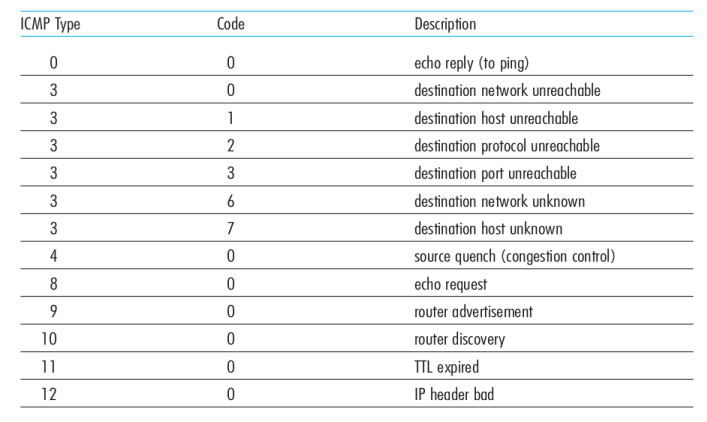 ICMP Type Code Description
0 0 echo reply (to ping)
3 0 destination network unreachable
3 1 destination host unreachable
3 2 destination protocol unreachable
3 3 destination port unreachable
3 6 destination network unknown
3 7 destination host unknown
4 0 source quench (congestion control)
8 0 echo request
9 0 router advertisement
10 0 router discovery
11 0 TTL expired
12 0 IP header bad